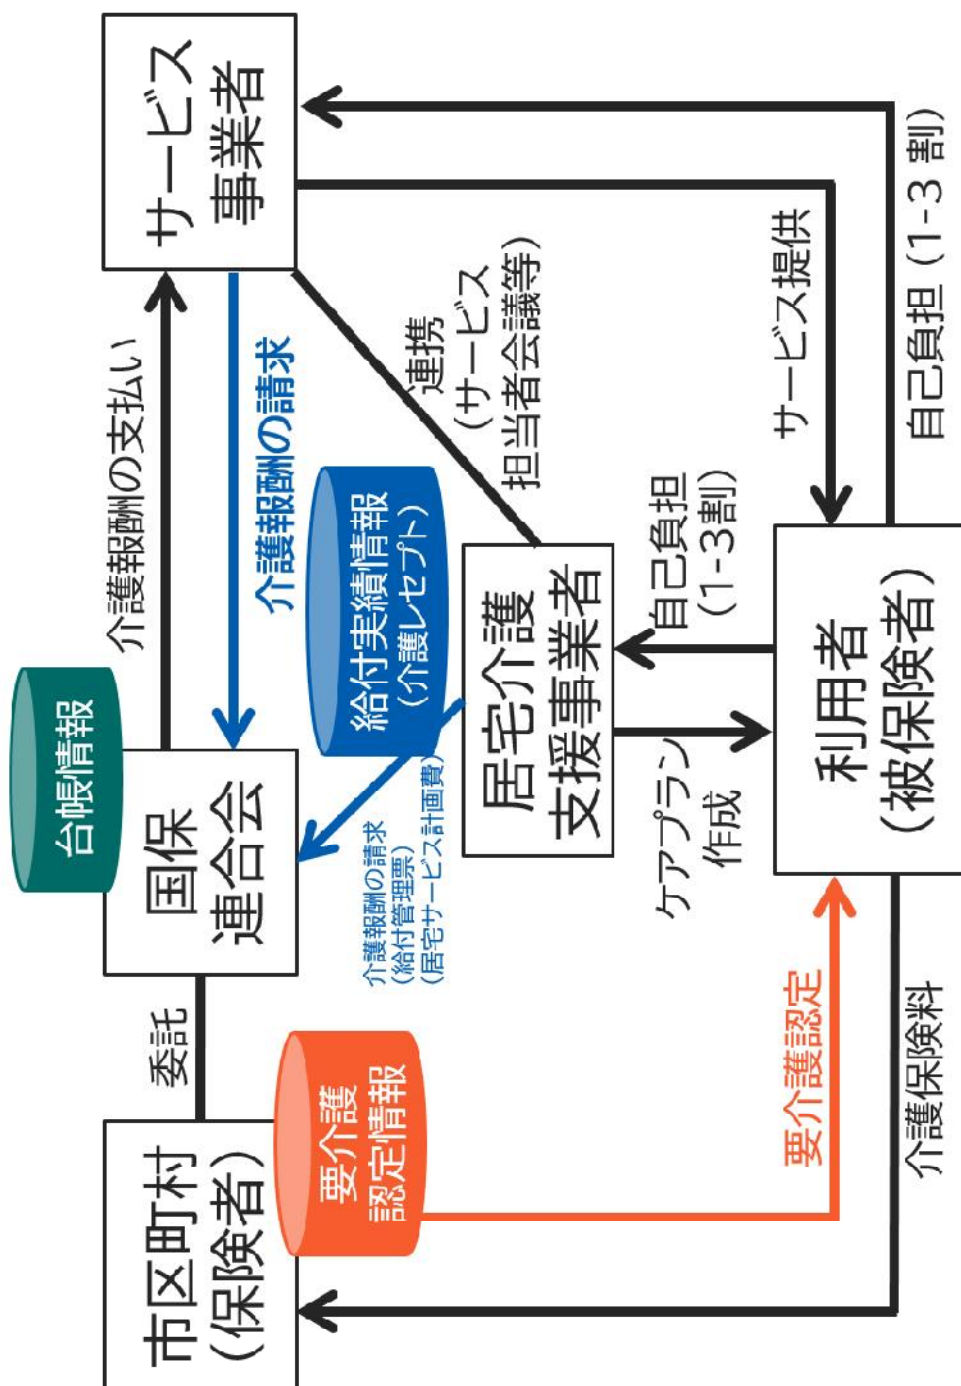 台帳情報
市区町村
(保険者)
委託
国保
連合会
介護報酬の支払い
介護報酬の請求
サービス
事業者
要介護
認定情報
介護報酬の請求
(給付管理票)
(居宅サービス計画費)
給付実績情報
(介護レセプト)
連携
(サービス
担当者会議等)
居宅介護
支援事業者
ケアプラン
作成
自己負担
(1-3割)
サービス提供
要介護認定
利用者
(被保険者)
介護保険料
自己負担 (1-3 割)